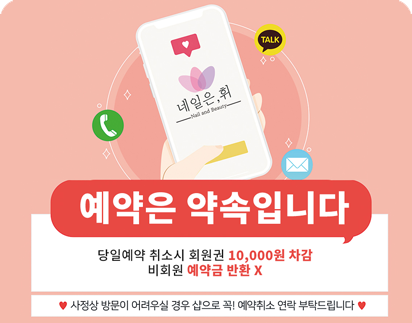 TALK
네일은,휘
Nail and Beauty
예약은 약속입니다
당일예약 취소시 회원권 10,000원 차감
비회원 예약금 반환 X
♥ 사정상 방문이 어려우실 경우 샵으로 꼭! 예약취소 연락 부탁드립니다 ♥